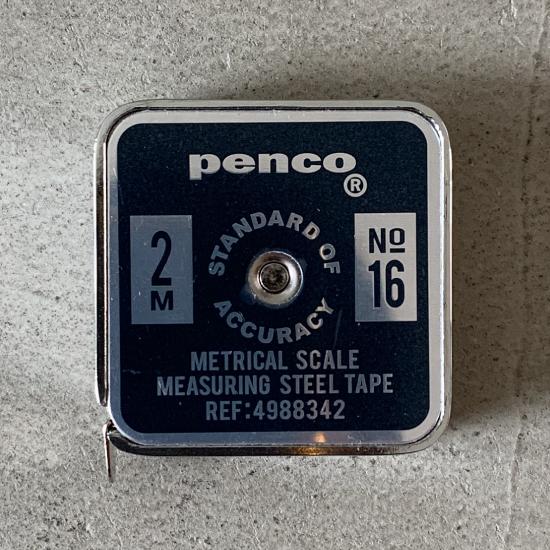 penco®
2
M
STANDARD OF
ACCURACY
No
16
METRICAL SCALE
MEASURING STEEL TAPE
REF:4988342